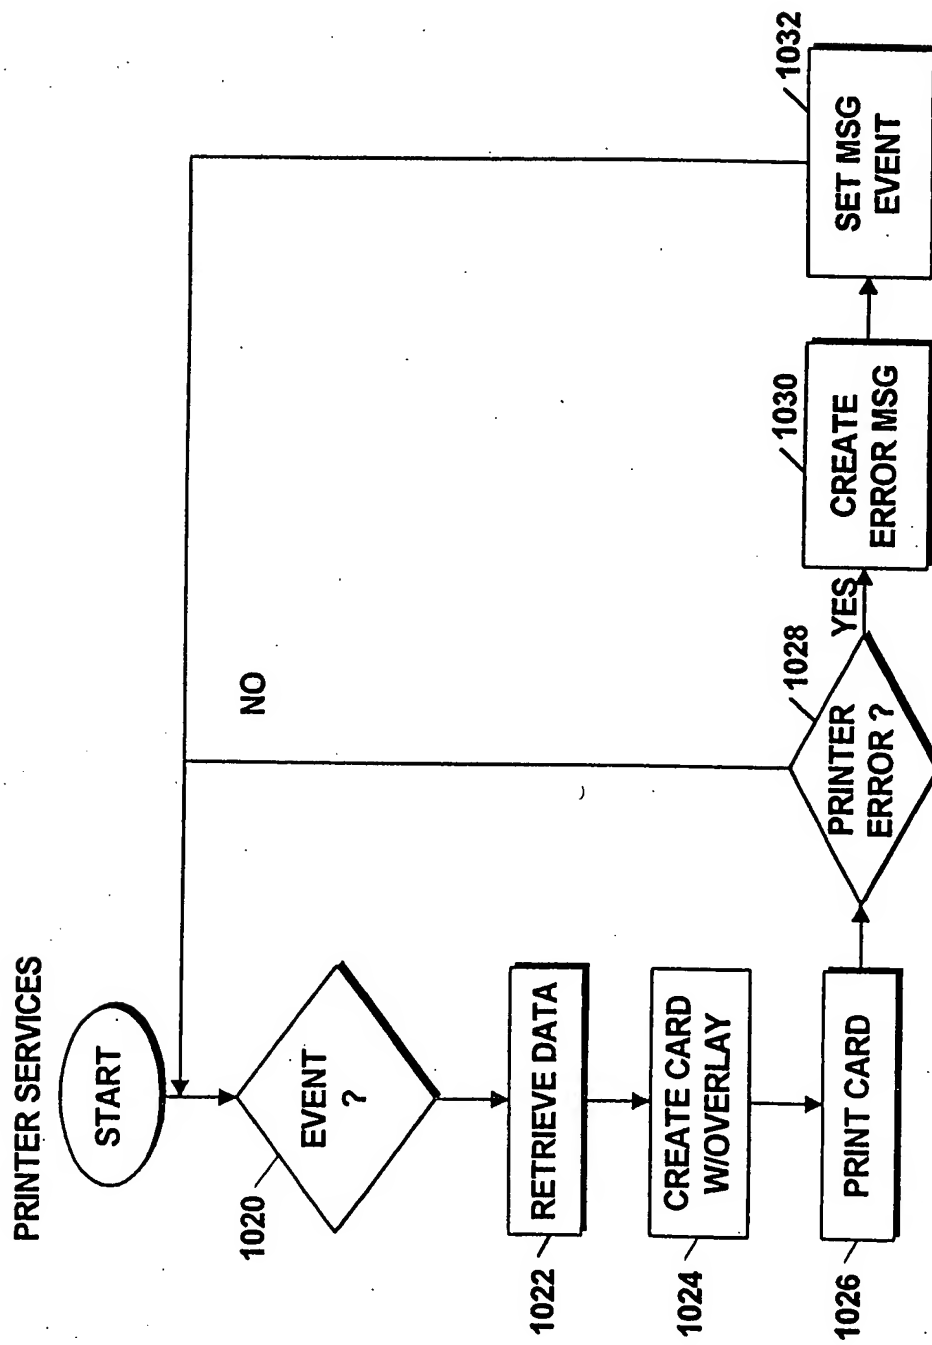 PRINTER SERVICES
START
EVENT
?
1020
RETRIEVE DATA
1022
CREATE CARD
W/OVERLAY
1024
PRINT CARD
1026
PRINTER
ERROR ?
1028
NO
YES
CREATE
ERROR MSG
1030
SET MSG
EVENT
1032